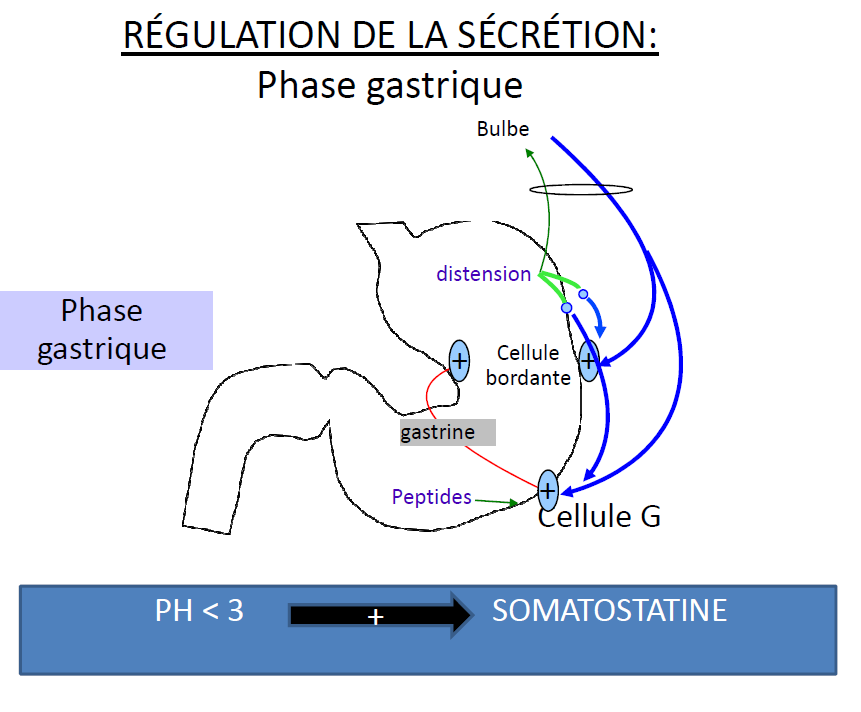 RÉGULATION DE LA SÉCRÉTION:
Phase gastrique
Bulbe
distension
Phase
gastrique
Cellule
bordante
+
+
gastrine
Peptides
+
Cellule G
PH < 3
+
SOMATOSTATINE